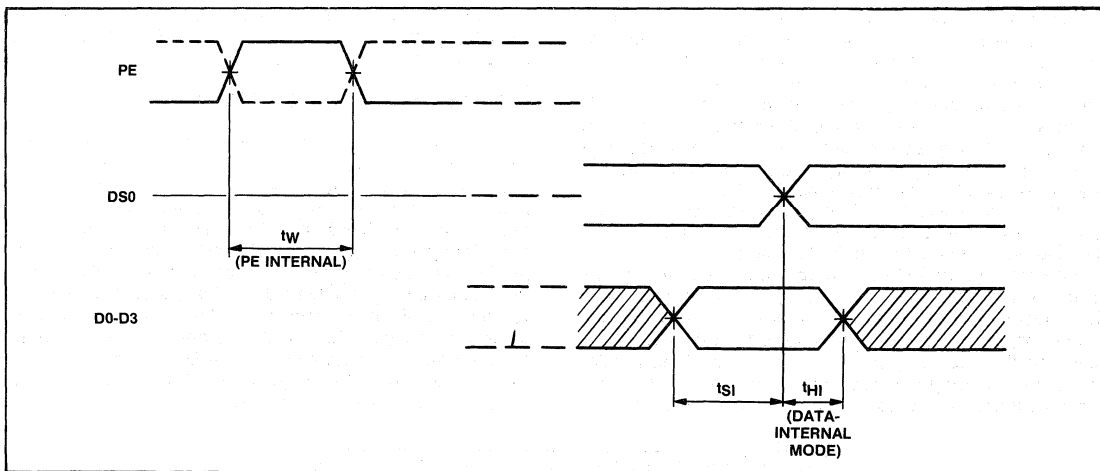 PE
DS0
tW
(PE INTERNAL)
D0-D3
tSI
tHI
(DATA-
INTERNAL
MODE)